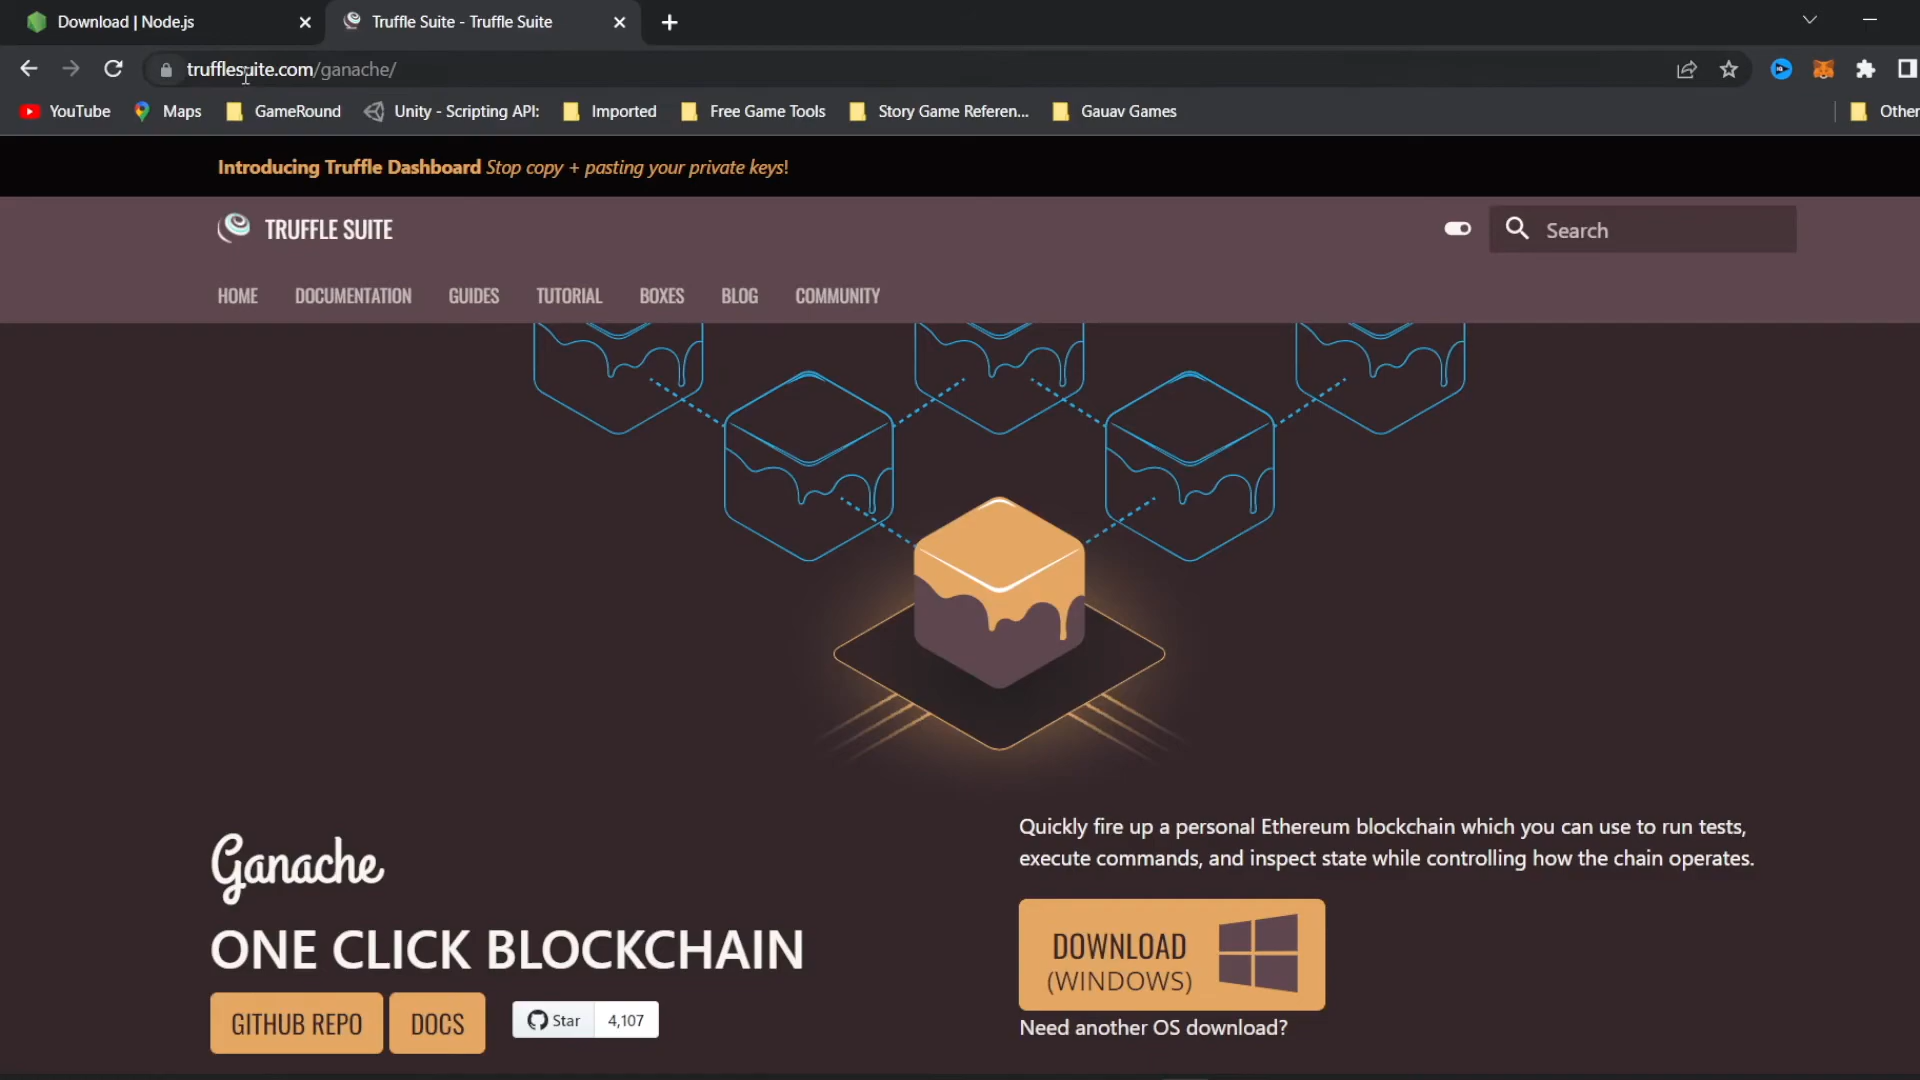 Download | Node.js
Truffle Suite - Truffle Suite
trufflesuite.com/ganache/
YouTube
Maps
GameRound
Unity - Scripting API:
Imported
Free Game Tools
Story Game Referen...
Gauav Games
Other
Introducing Truffle Dashboard Stop copy + pasting your private keys!
TRUFFLE SUITE
Search
HOME
DOCUMENTATION
GUIDES
TUTORIAL
BOXES
BLOG
COMMUNITY
Ganache
ONE CLICK BLOCKCHAIN
GITHUB REPO
DOCS
Star
4,107
Quickly fire up a personal Ethereum blockchain which you can use to run tests,
execute commands, and inspect state while controlling how the chain operates.
DOWNLOAD
(WINDOWS)
Need another OS download?